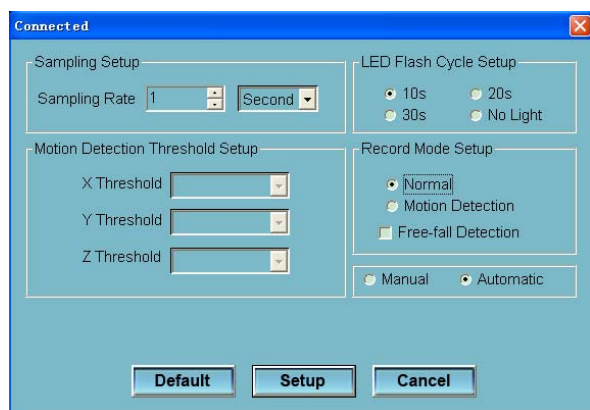 Connected
Sampling Setup
Sampling Rate 1 Second
LED Flash Cycle Setup
10s 20s
30s No Light
Motion Detection Threshold Setup
X Threshold
Y Threshold
Z Threshold
Record Mode Setup
Normal
Motion Detection
Free-fall Detection
Manual Automatic
Default Setup Cancel